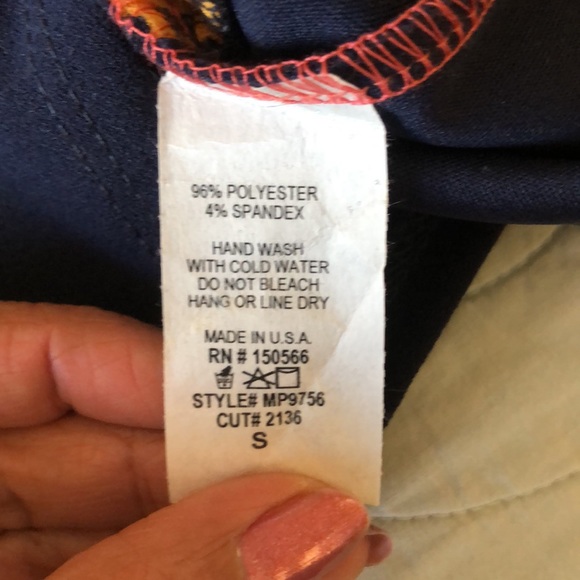 96% POLYESTER
4% SPANDEX
HAND WASH
WITH COLD WATER
DO NOT BLEACH
HANG OR LINE DRY
MADE IN U.S.A.
RN # 150566
STYLE# MP9756
CUT# 2136
S